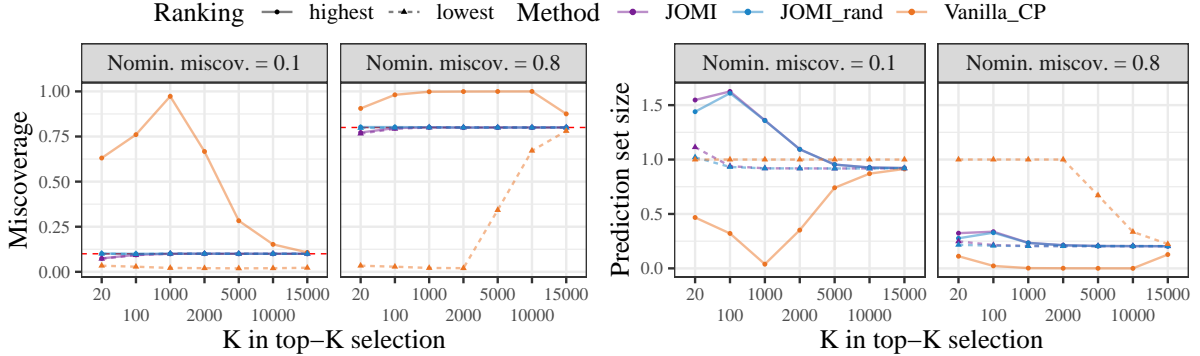 Ranking highest lowest Method JOMI JOMI_rand Vanilla_CP
Nomin. miscov. = 0.1 Nomin. miscov. = 0.8
Miscoverage
1.00
0.75
0.50
0.25
0.00
20 1000 5000 15000 20 1000 5000 15000
100 2000 10000 100 2000 10000
K in top−K selection
Nomin. miscov. = 0.1 Nomin. miscov. = 0.8
Prediction set size
1.5
1.0
0.5
0.0
20 1000 5000 15000 20 1000 5000 15000
100 2000 10000 100 2000 10000
K in top−K selection